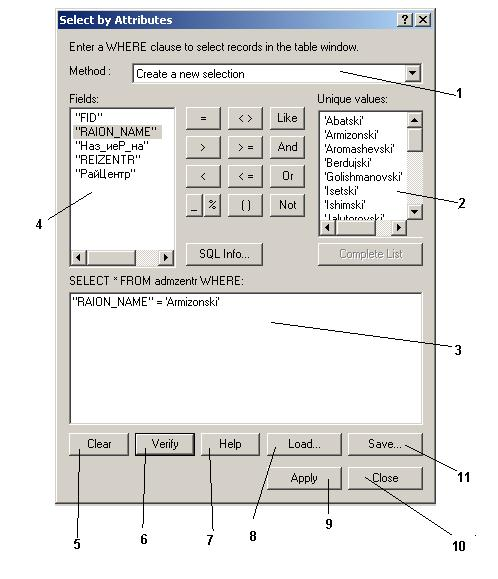 Select by Attributes
Enter a WHERE clause to select records in the table window.
Method : Create a new selection
1
Fields: Unique values:
"FID" = <> Like 'Abatski'
"RAION_NAME" 'Armizonski'
"Наз_иеР_на" > >= And 'Aromashevski'
"REIZENTR" 'Berdujski'
"РайЦентр" < <= Or 'Golishmanovski'
'Isetski'
4 _ % () Not 'Ishimski' 2
'Jalutorovski'
SQL Info... Complete List
SELECT * FROM admzentr WHERE:
"RAION_NAME" = 'Armizonski'
3
Clear Verify Help Load... Save...
11
Apply Close
5 6 7 8 9 10